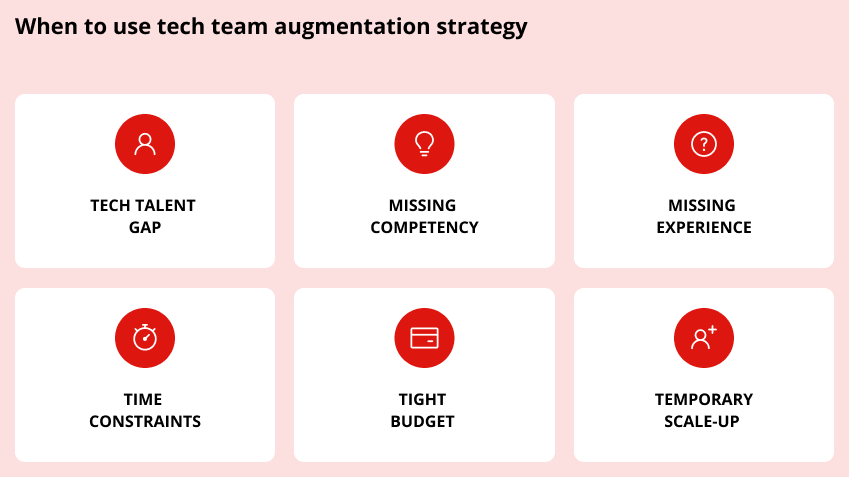 When to use tech team augmentation strategy
TECH TALENT
GAP
MISSING
COMPETENCY
MISSING
EXPERIENCE
TIME
CONSTRAINTS
TIGHT
BUDGET
TEMPORARY
SCALE-UP